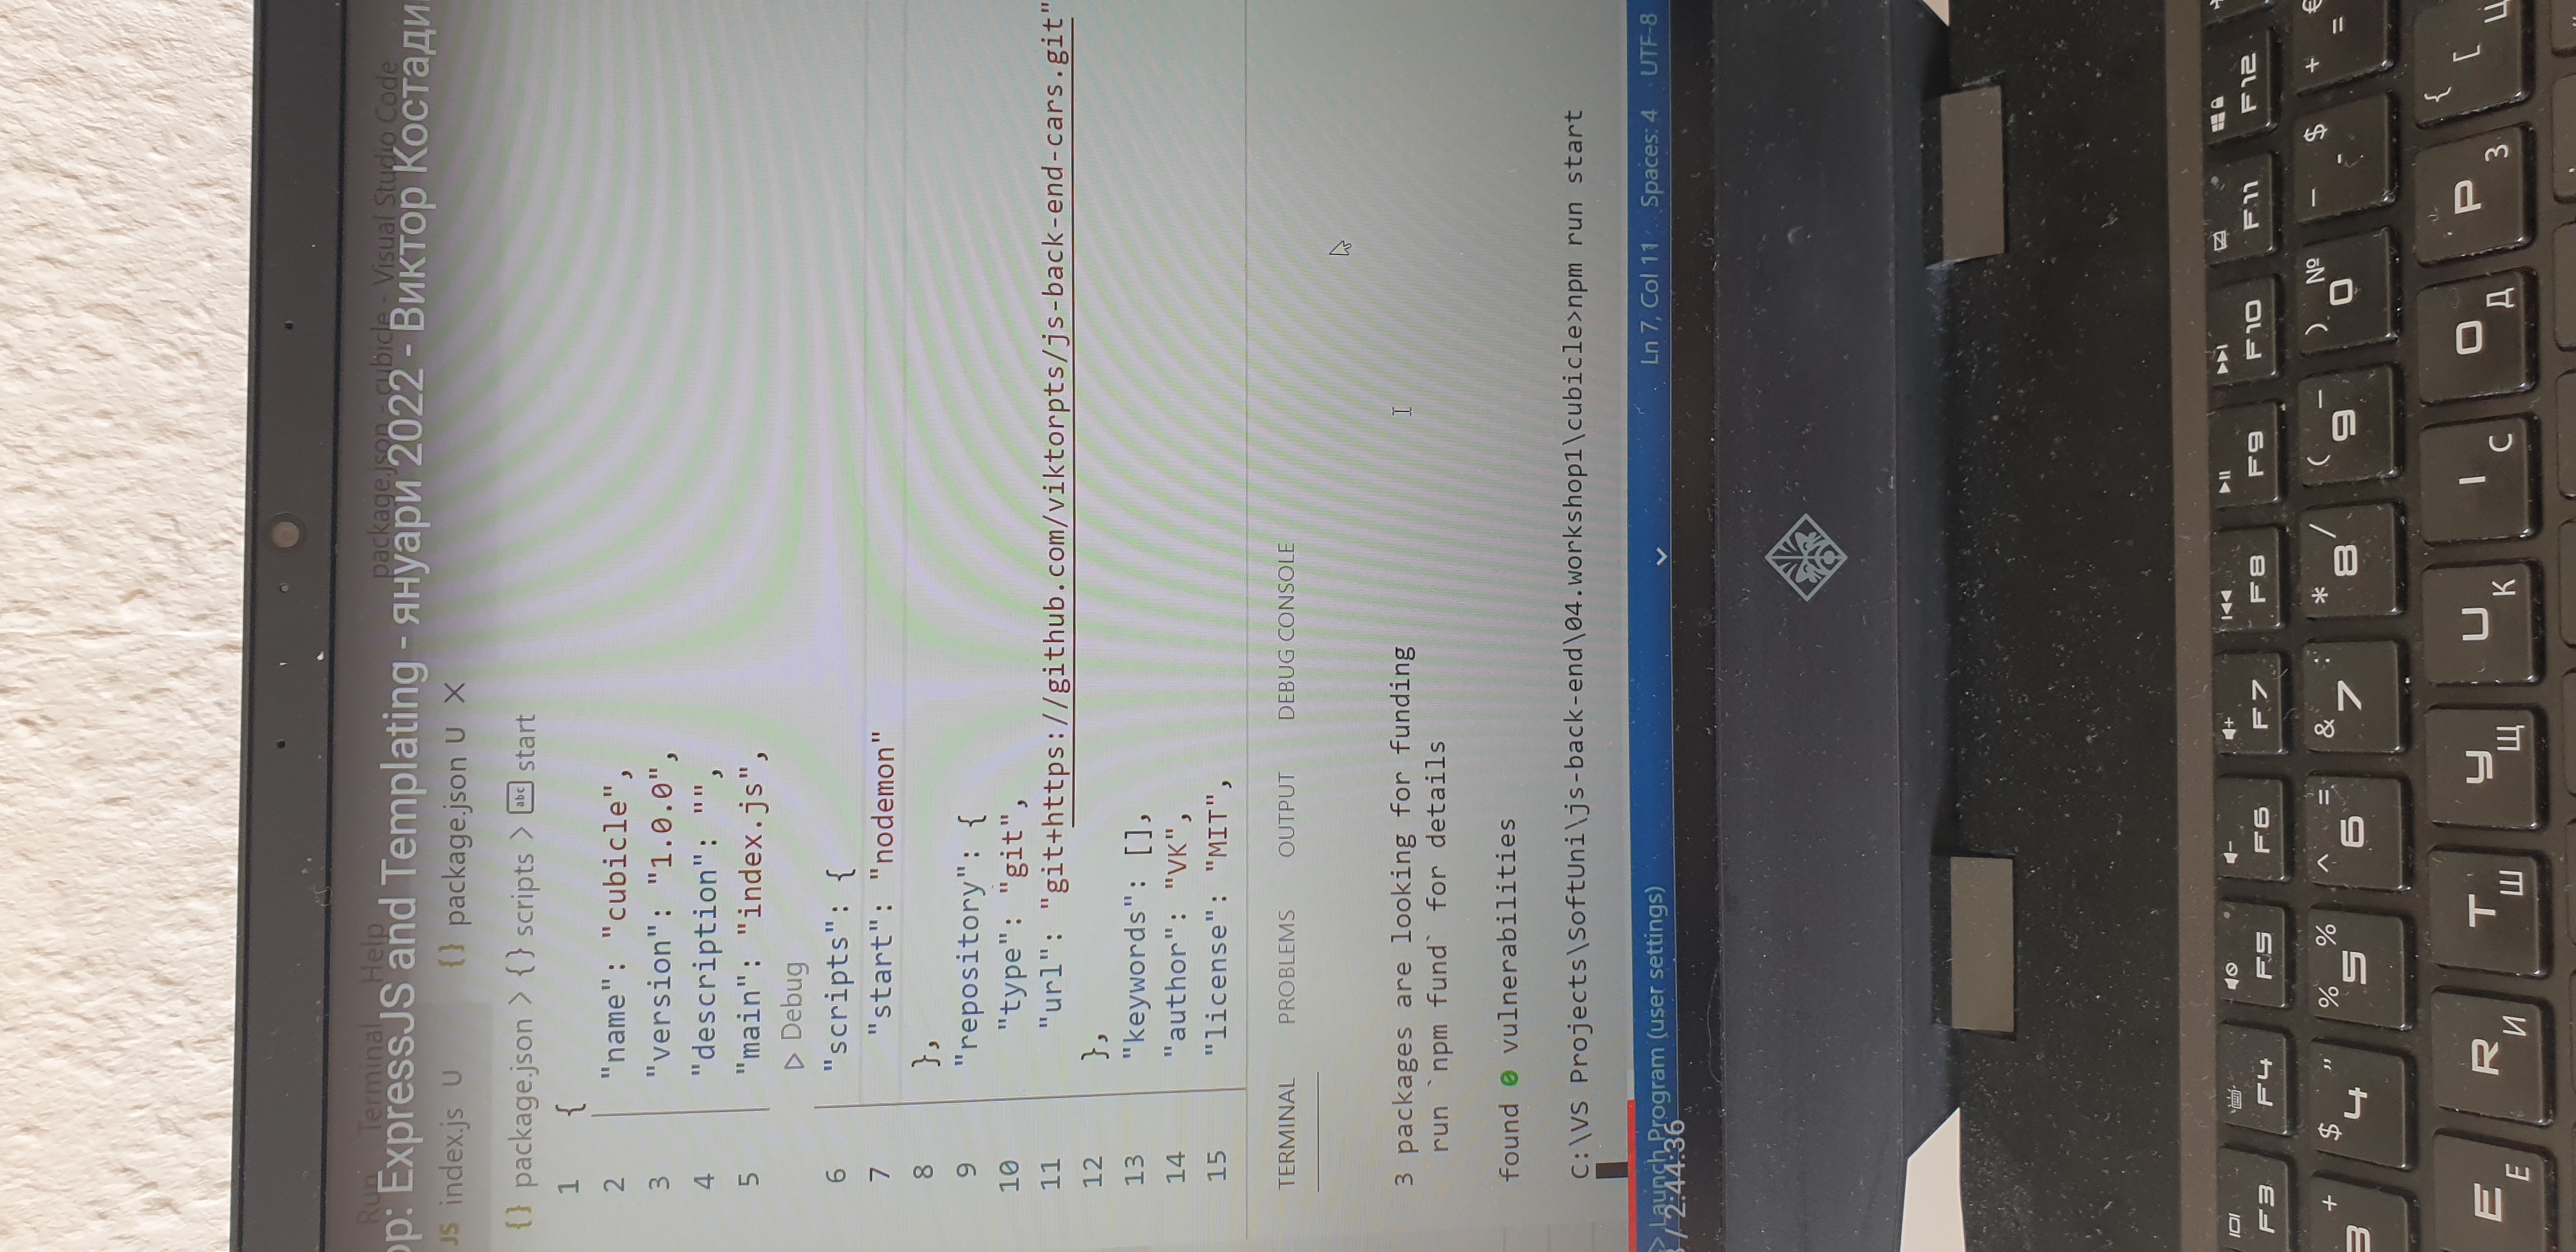 Run Terminal Help
package.json - cubicle - Visual Studio Code
op: ExpressJS and Templating - януари 2022 - Виктор Костади
JS index.js U {} package.json U ×
{} package.json > {} scripts > abc start
1 {
2 "name": "cubicle",
3 "version": "1.0.0",
4 "description": "",
5 "main": "index.js",
▷ Debug
6 "scripts": {
7 "start": "nodemon"
8 },
9 "repository": {
10 "type": "git",
11 "url": "git+https://github.com/viktorpts/js-back-end-cars.git"
12 },
13 "keywords": [],
14 "author": "VK",
15 "license": "MIT",
TERMINAL PROBLEMS OUTPUT DEBUG CONSOLE
3 packages are looking for funding
run `npm fund` for details
found 0 vulnerabilities
C:\VS Projects\SoftUni\js-back-end\04.workshop1\cubicle>npm run start
Launch Program (user settings) Ln 7, Col 11 Spaces: 4 UTF-8
/ 2:44:36
F3 F4 F5 F6 F7 F8 F9 F10 F11 F12
3 + $ 4 " % 5 % ^ 6 = & 7 : * 8 / ( 9 – ) 0 № – - $ + = €
E Е R И T Ш Y Щ U К I С O Д P З { [ Ц